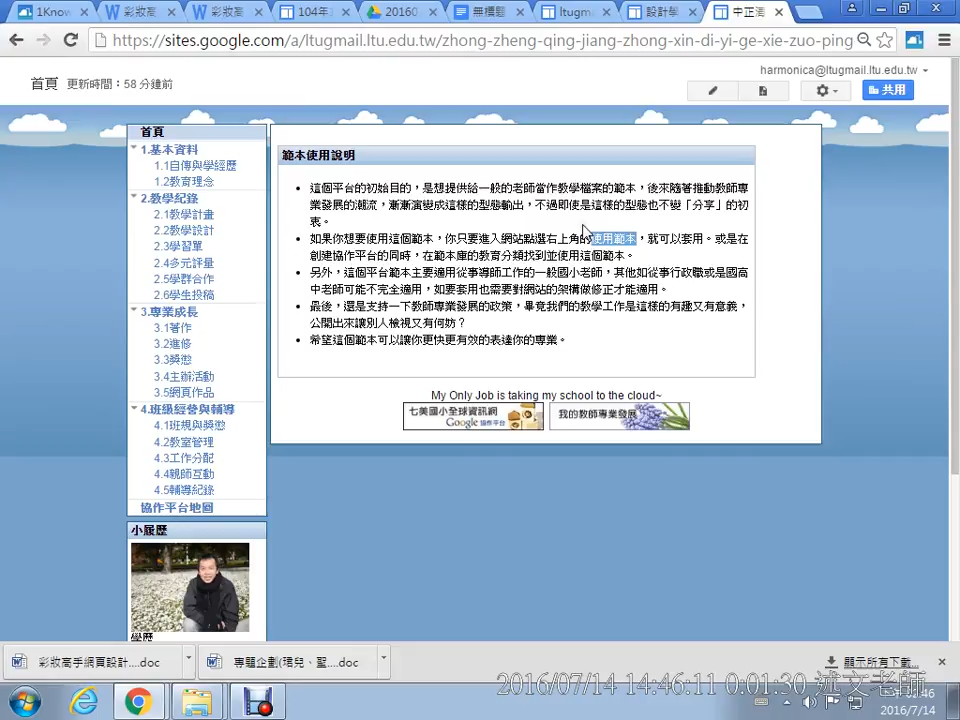 1Know
彩妝高
彩妝高
104年
20160
無標題
ltugm
設計學
中正清
https://sites.google.com/a/ltugmail.ltu.edu.tw/zhong-zheng-qing-jiang-zhong-xin-di-yi-ge-xie-zuo-ping
harmonica@ltugmail.ltu.edu.tw
首頁 更新時間：58 分鐘前
共用
首頁
1.基本資料
1.1自傳與學經歷
1.2教育理念
2.教學紀錄
2.1教學計畫
2.2教學設計
2.3學習單
2.4多元評量
2.5學群合作
2.6學生投稿
3.專業成長
3.1著作
3.2進修
3.3獎懲
3.4主辦活動
3.5網頁作品
4.班級經營與輔導
4.1班規與獎懲
4.2教室管理
4.3工作分配
4.4親師互動
4.5輔導紀錄
協作平台地圖
小履歷
學歷
範本使用說明
這個平台的初始目的，是想提供給一般的老師當作教學檔案的範本，後來隨著推動教師專
業發展的潮流，漸漸演變成這樣的型態輸出，不過即使是這樣的型態也不變「分享」的初
衷。
如果你想要使用這個範本，你只要進入網站點選右上角的使用範本，就可以套用。或是在
創建協作平台的同時，在範本庫的教育分類找到並使用這個範本。
另外，這個平台範本主要適用從事導師工作的一般國小老師，其他如從事行政職或是國高
中老師可能不完全適用，如要套用也需要對網站的架構做修正才能適用。
最後，還是支持一下教師專業發展的政策，畢竟我們的教學工作是這樣的有趣又有意義，
公開出來讓別人檢視又有何妨？
希望這個範本可以讓你更快更有效的表達你的專業。
My Only Job is taking my school to the cloud~
七美國小全球資訊網
Google 協作平台
我的教師專業發展
彩妝高手網頁設計....doc
專題企劃(珺兒、聖....doc
顯示所有下載...
2016/07/14 14:46:11 0:01:30 述文老師
2016/7/14